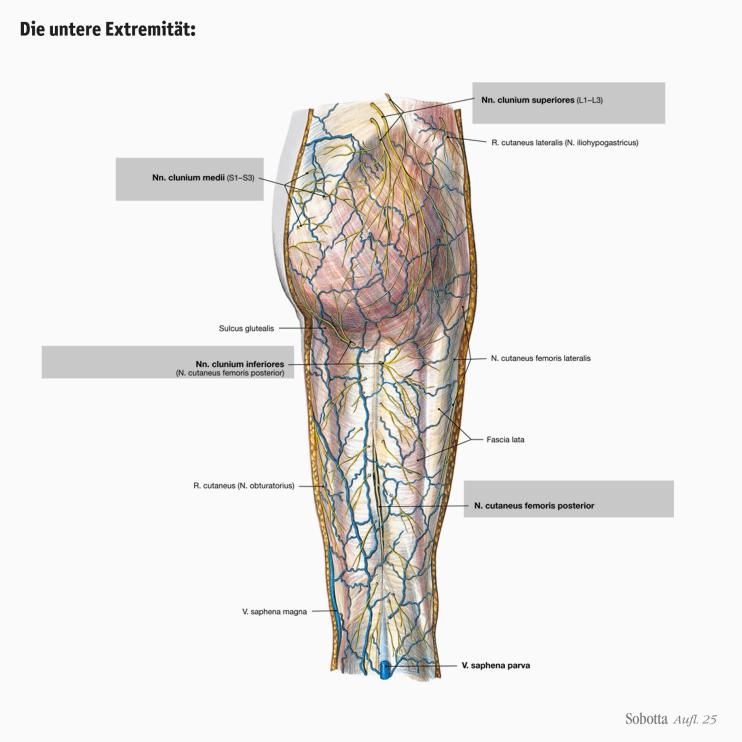 Die untere Extremität:
Nn. clunium superiores (L1–L3)
R. cutaneus lateralis (N. iliohypogastricus)
Nn. clunium medii (S1–S3)
Sulcus glutealis
Nn. clunium inferiores
(N. cutaneus femoris posterior)
N. cutaneus femoris lateralis
Fascia lata
R. cutaneus (N. obturatorius)
N. cutaneus femoris posterior
V. saphena magna
V. saphena parva
Sobotta Aufl. 25